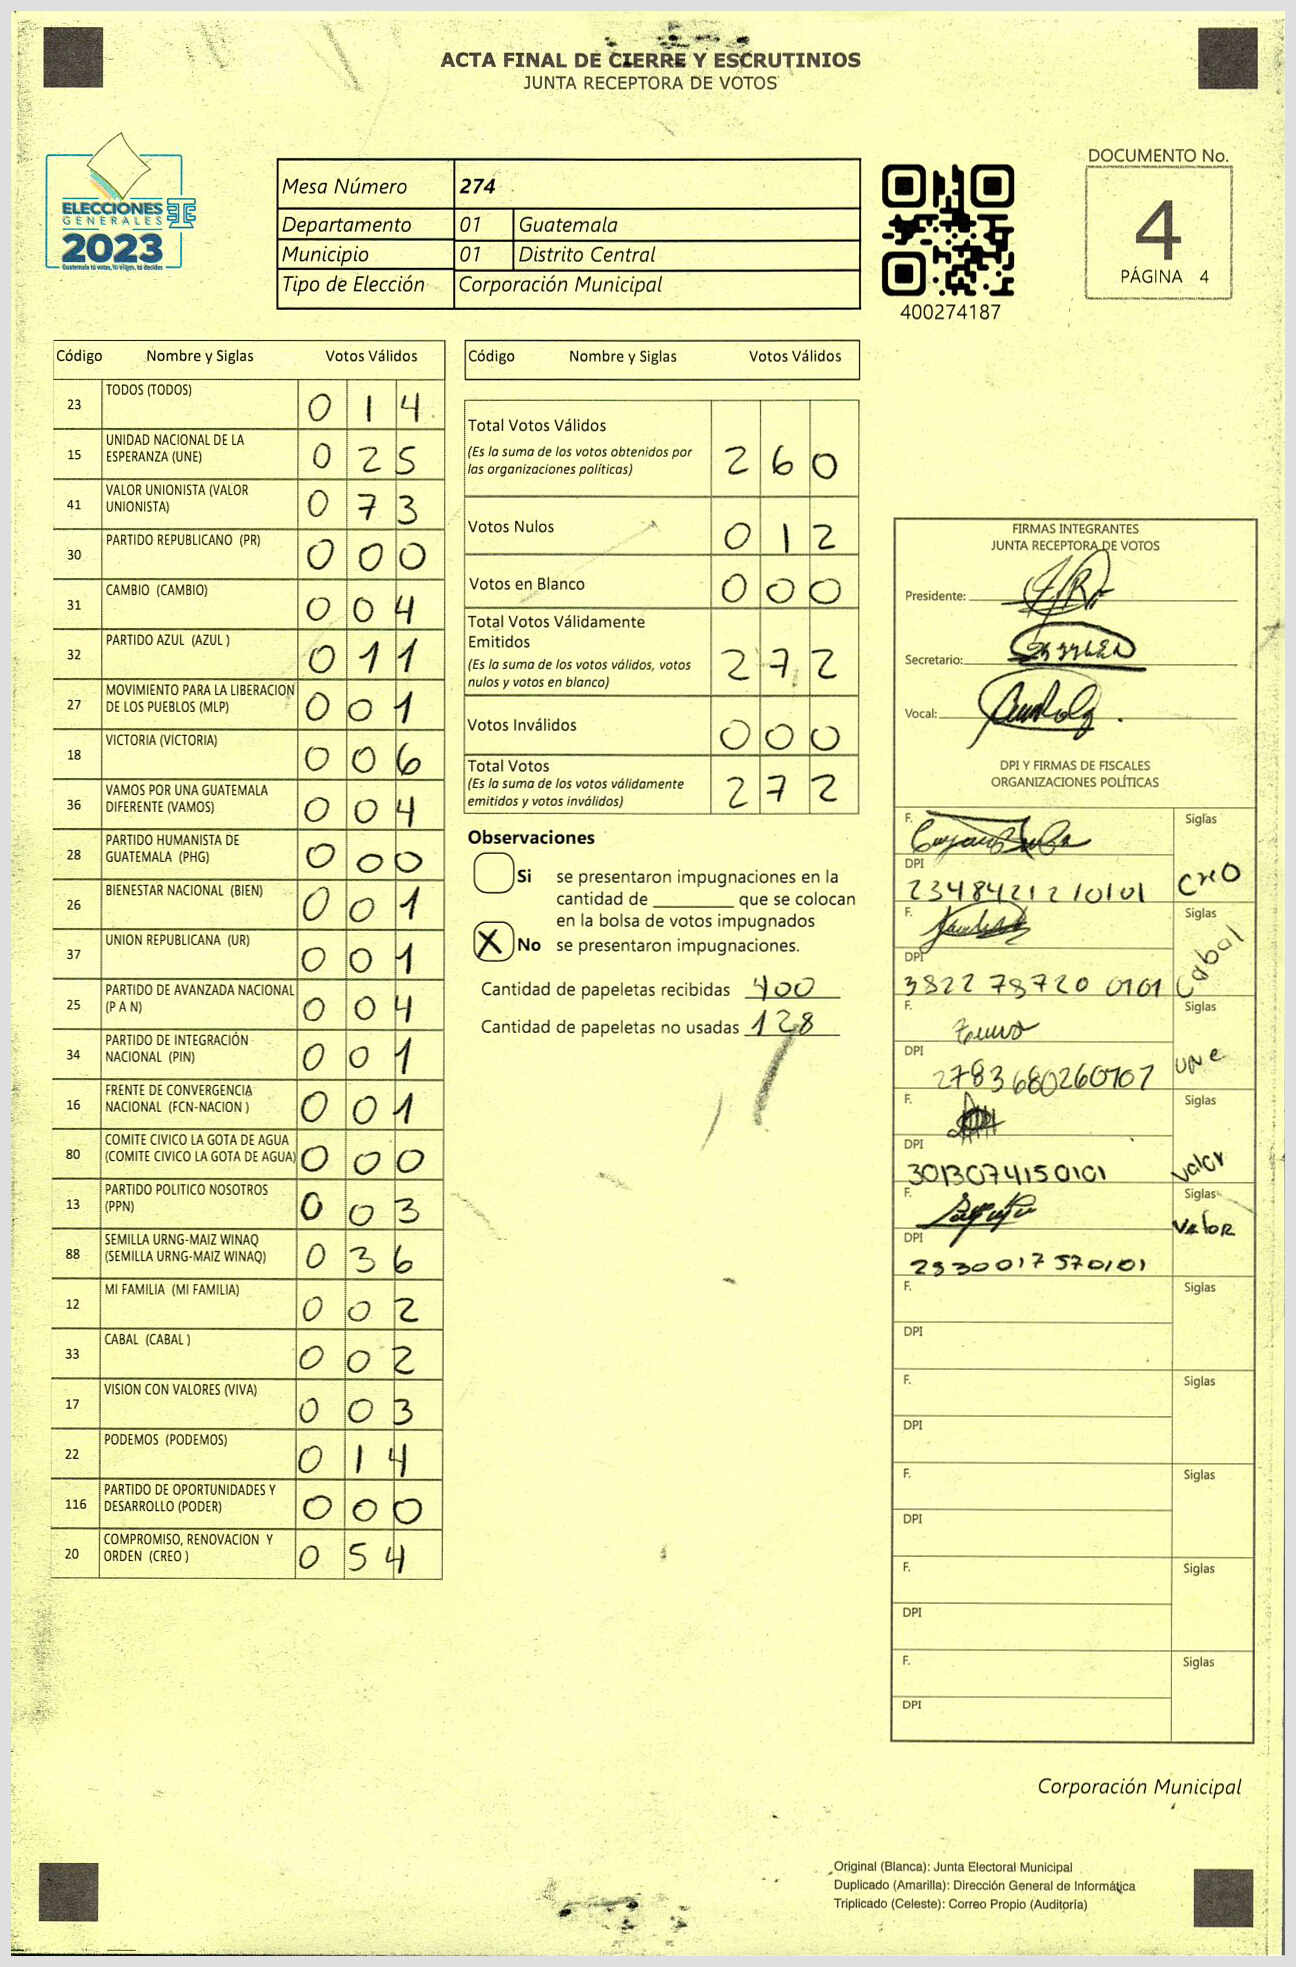 ACTA FINAL DE CIERRE Y ESCRUTINIOS
JUNTA RECEPTORA DE VOTOS
ELECCIONES
GENERALES
2023
Guatemala tú votas, tú eliges, tú decides
Mesa Número 274
Departamento 01 Guatemala
Municipio 01 Distrito Central
Tipo de Elección Corporación Municipal
400274187
DOCUMENTO No.
4
PÁGINA 4
Código Nombre y Siglas Votos Válidos
23 TODOS (TODOS) 0 1 4
15 UNIDAD NACIONAL DE LA
ESPERANZA (UNE) 0 2 5
41 VALOR UNIONISTA (VALOR
UNIONISTA) 0 7 3
30 PARTIDO REPUBLICANO (PR) 0 0 0
31 CAMBIO (CAMBIO) 0 0 4
32 PARTIDO AZUL (AZUL ) 0 1 1
27 MOVIMIENTO PARA LA LIBERACION
DE LOS PUEBLOS (MLP) 0 0 1
18 VICTORIA (VICTORIA) 0 0 6
36 VAMOS POR UNA GUATEMALA
DIFERENTE (VAMOS) 0 0 4
28 PARTIDO HUMANISTA DE
GUATEMALA (PHG) 0 0 0
26 BIENESTAR NACIONAL (BIEN) 0 0 1
37 UNION REPUBLICANA (UR) 0 0 1
25 PARTIDO DE AVANZADA NACIONAL
(P A N) 0 0 4
34 PARTIDO DE INTEGRACIÓN
NACIONAL (PIN) 0 0 1
16 FRENTE DE CONVERGENCIA
NACIONAL (FCN-NACION ) 0 0 1
80 COMITE CIVICO LA GOTA DE AGUA
(COMITE CIVICO LA GOTA DE AGUA) 0 0 0
13 PARTIDO POLITICO NOSOTROS
(PPN) 0 0 3
88 SEMILLA URNG-MAIZ WINAQ
(SEMILLA URNG-MAIZ WINAQ) 0 3 6
12 MI FAMILIA (MI FAMILIA) 0 0 2
33 CABAL (CABAL ) 0 0 2
17 VISION CON VALORES (VIVA) 0 0 3
22 PODEMOS (PODEMOS) 0 1 4
116 PARTIDO DE OPORTUNIDADES Y
DESARROLLO (PODER) 0 0 0
20 COMPROMISO, RENOVACION Y
ORDEN (CREO ) 0 5 4
Código Nombre y Siglas Votos Válidos
Total Votos Válidos
(Es la suma de los votos obtenidos por
las organizaciones políticas) 2 6 0
Votos Nulos 0 1 2
Votos en Blanco 0 0 0
Total Votos Válidamente
Emitidos
(Es la suma de los votos válidos, votos
nulos y votos en blanco) 2 7 2
Votos Inválidos 0 0 0
Total Votos
(Es la suma de los votos válidamente
emitidos y votos inválidos) 2 7 2
Observaciones
Si se presentaron impugnaciones en la
cantidad de ________ que se colocan
en la bolsa de votos impugnados
X No se presentaron impugnaciones.
Cantidad de papeletas recibidas 400
Cantidad de papeletas no usadas 128
FIRMAS INTEGRANTES
JUNTA RECEPTORA DE VOTOS
Presidente:
Secretario:
Vocal:
DPI Y FIRMAS DE FISCALES
ORGANIZACIONES POLÍTICAS
F. Siglas
DPI
2348421210101 CREO
F. Siglas
DPI
3822 78720 0101 Cabal
F. Siglas
DPI
2783680260707 UNE
F. Siglas
DPI
3013074150101 Valor
F. Siglas
VALOR
DPI
2330017570101
F. Siglas
DPI
F. Siglas
DPI
F. Siglas
DPI
F. Siglas
DPI
F. Siglas
DPI
Corporación Municipal
Original (Blanca): Junta Electoral Municipal
Duplicado (Amarilla): Dirección General de Informática
Triplicado (Celeste): Correo Propio (Auditoría)